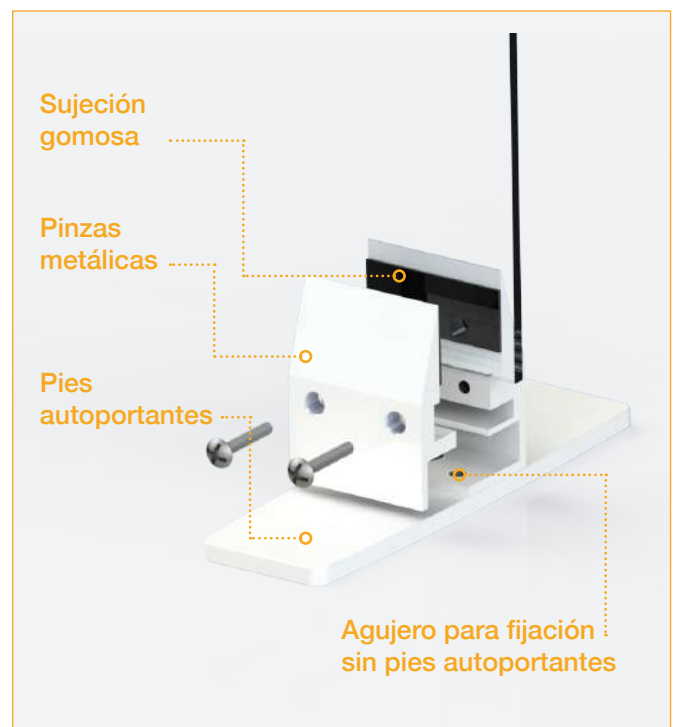 Sujeción
gomosa
Pinzas
metálicas
Pies
autoportantes
Agujero para fijación
sin pies autoportantes